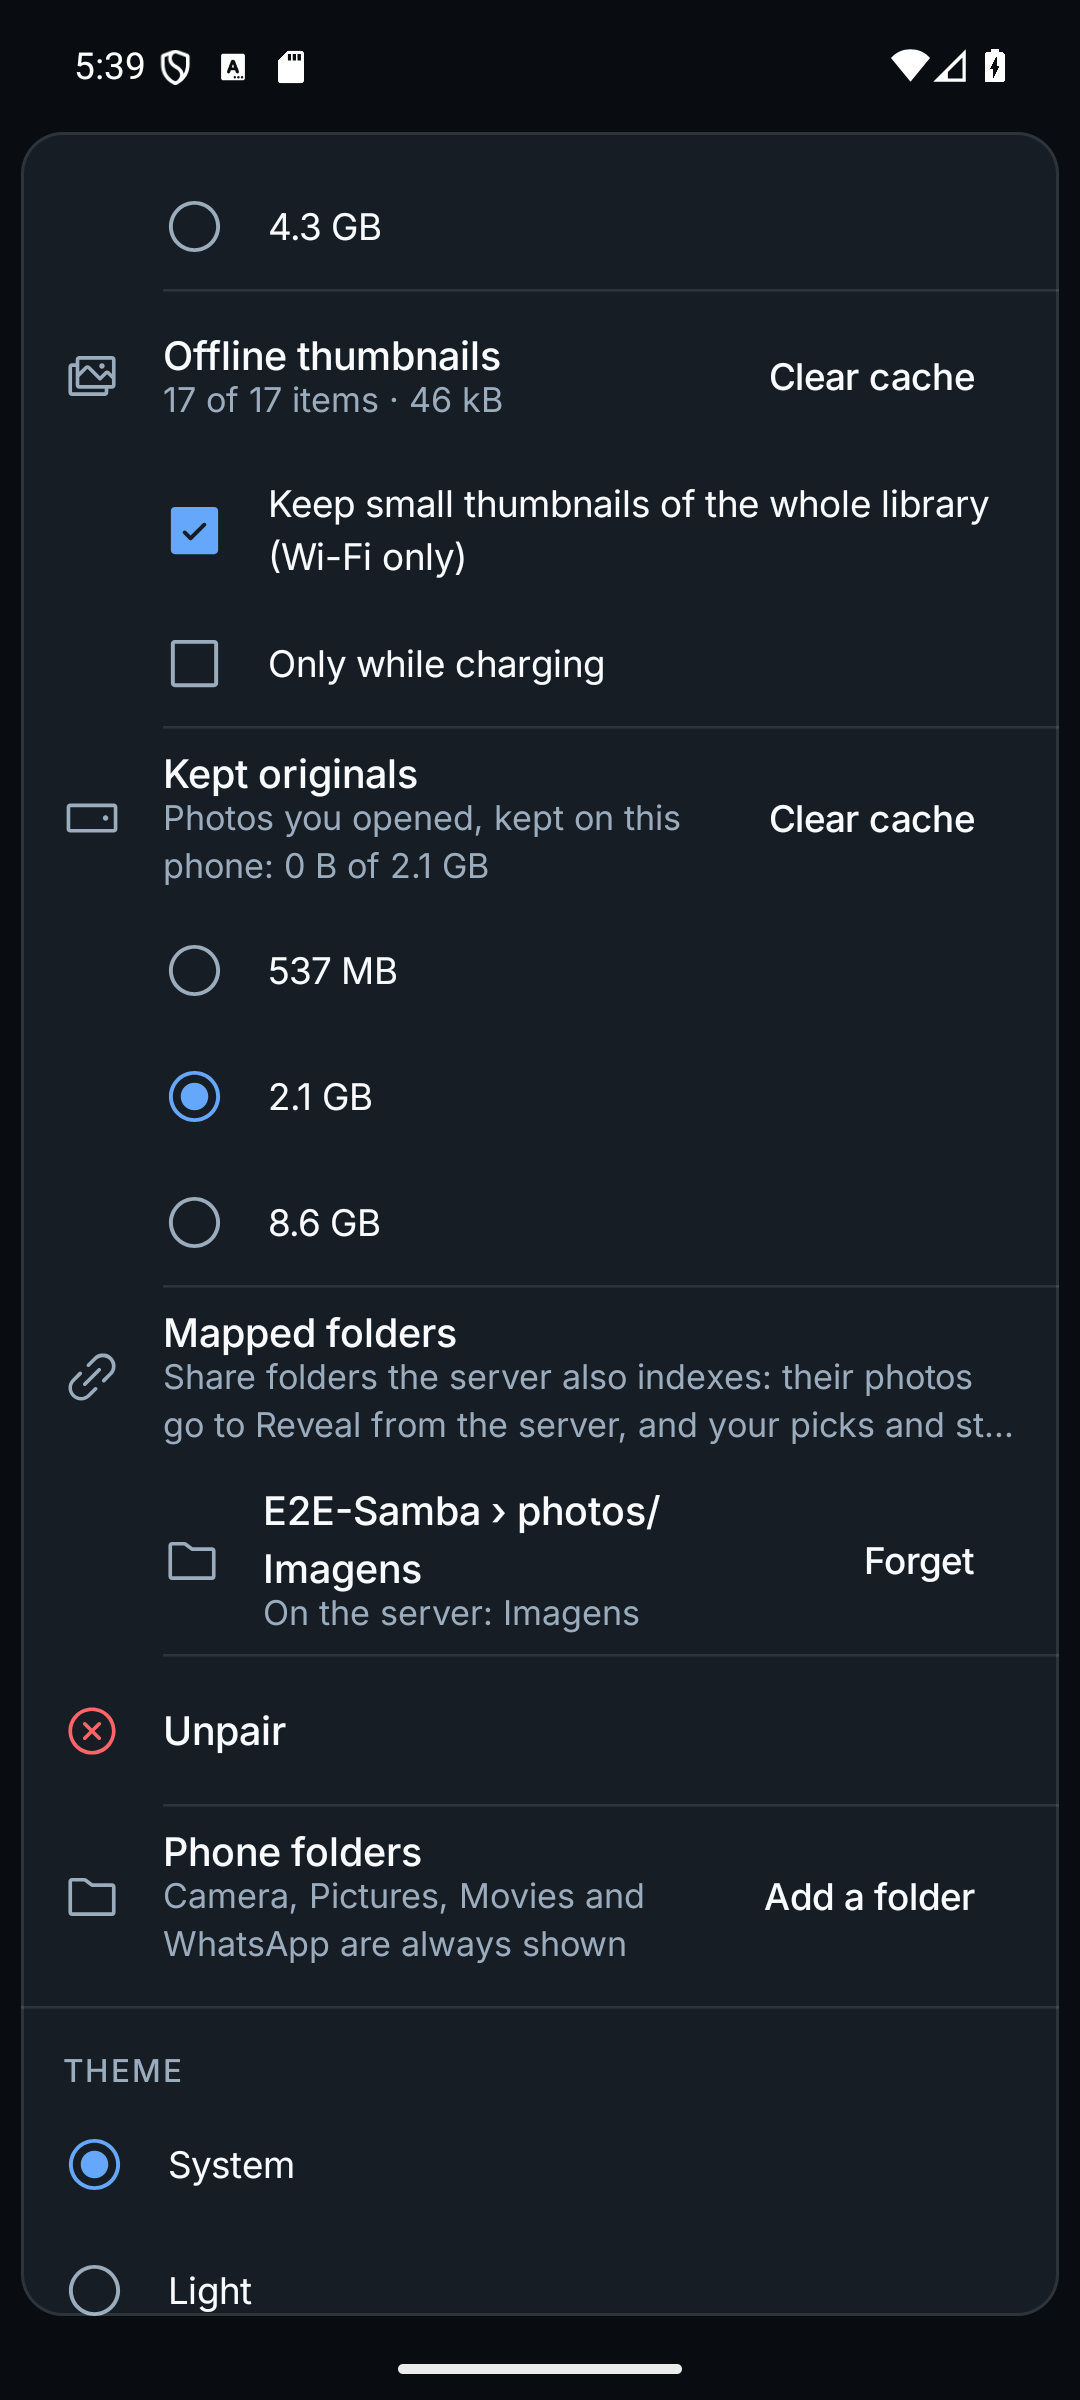 5:39
4.3 GB
Offline thumbnails
17 of 17 items · 46 kB
Clear cache
Keep small thumbnails of the whole library
(Wi-Fi only)
Only while charging
Kept originals
Photos you opened, kept on this
phone: 0 B of 2.1 GB
Clear cache
537 MB
2.1 GB
8.6 GB
Mapped folders
Share folders the server also indexes: their photos
go to Reveal from the server, and your picks and st…
E2E-Samba › photos/
Imagens
On the server: Imagens
Forget
Unpair
Phone folders
Camera, Pictures, Movies and
WhatsApp are always shown
Add a folder
THEME
System
Light